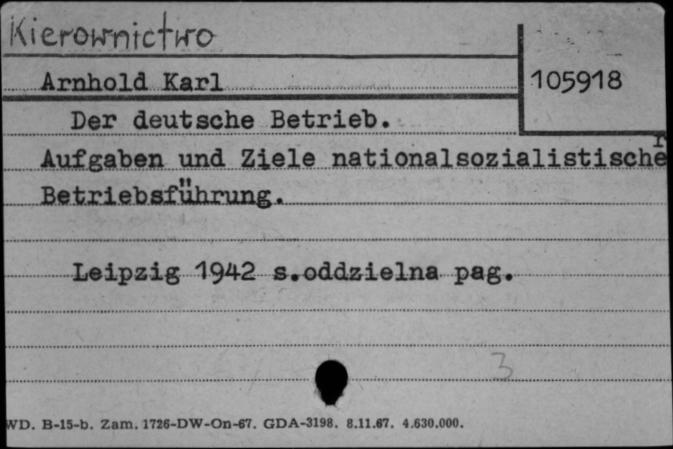 Kierownictwo
Arnhold Karl
105918
Der deutsche Betrieb.
Aufgaben und Ziele nationalsozialistischer
Betriebsführung.
Leipzig 1942 s.oddzielna pag.
3
WD. B-15-b. Zam. 1726-DW-On-67. GDA-3198. 8.11.67. 4.630.000.